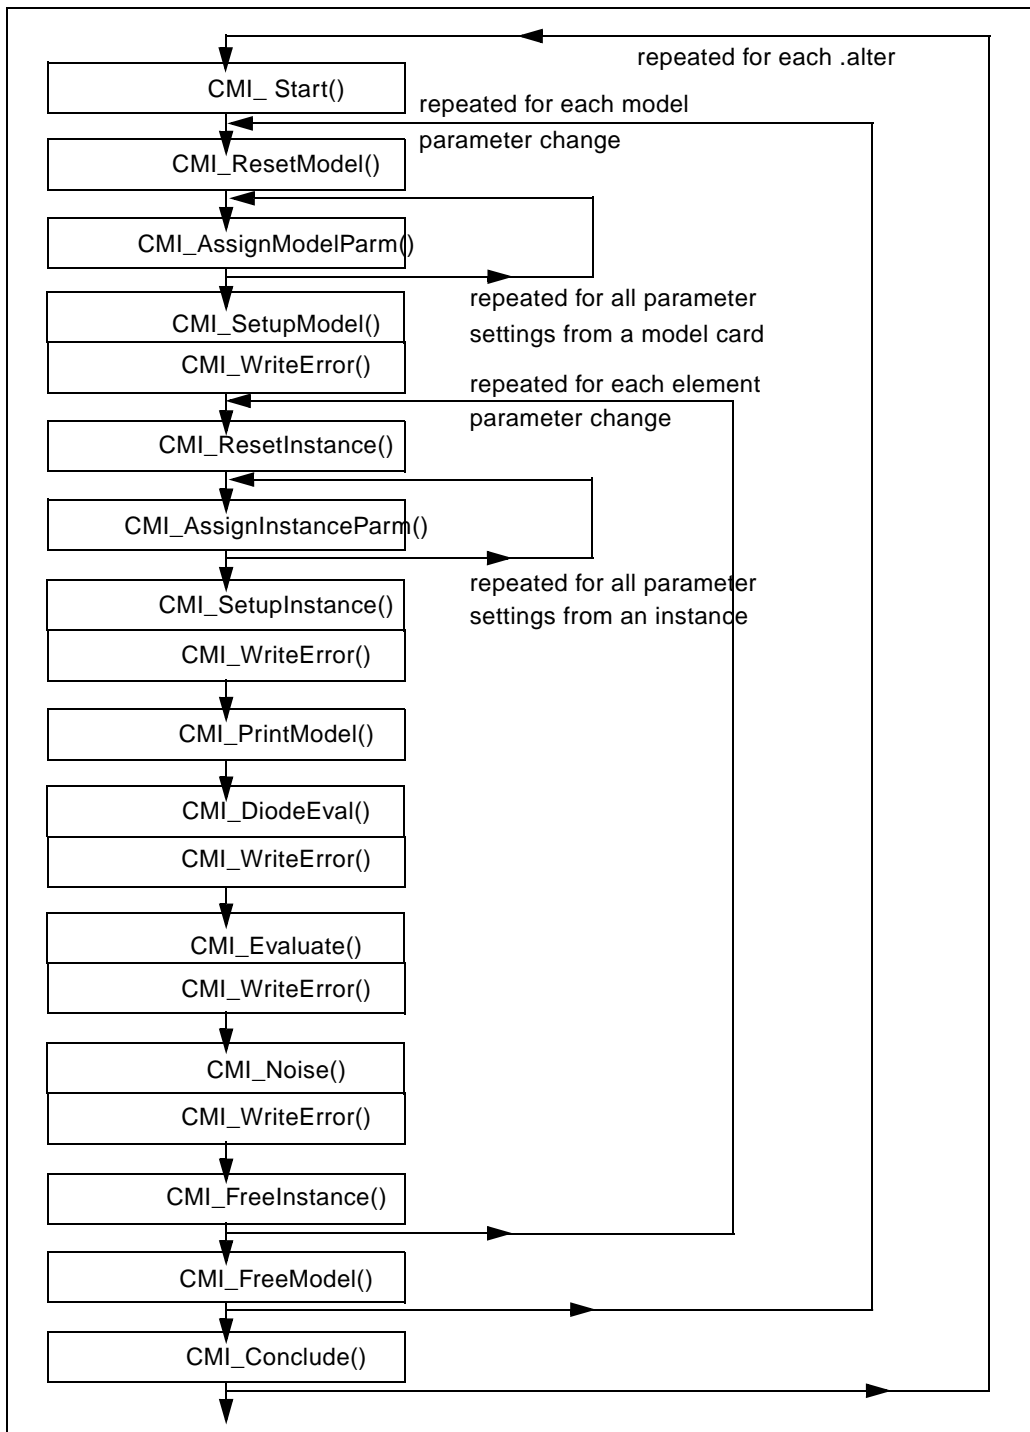 repeated for each .alter
CMI_ Start()
repeated for each model
parameter change
CMI_ResetModel()
CMI_AssignModelParm()
repeated for all parameter
settings from a model card
CMI_SetupModel()
CMI_WriteError()
repeated for each element
parameter change
CMI_ResetInstance()
CMI_AssignInstanceParm()
repeated for all parameter
settings from an instance
CMI_SetupInstance()
CMI_WriteError()
CMI_PrintModel()
CMI_DiodeEval()
CMI_WriteError()
CMI_Evaluate()
CMI_WriteError()
CMI_Noise()
CMI_WriteError()
CMI_FreeInstance()
CMI_FreeModel()
CMI_Conclude()